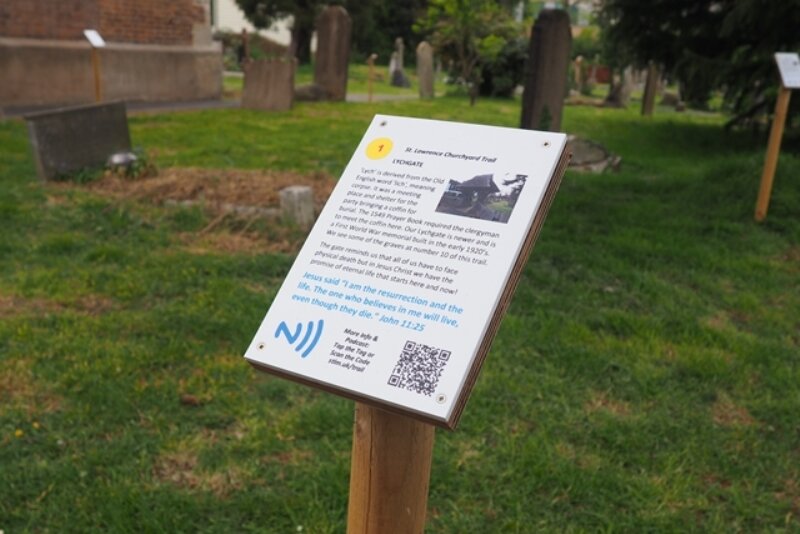 1
St. Lawrence Churchyard Trail
LYCHGATE
'Lych' is derived from the Old
English word 'lich', meaning
corpse. It was a meeting
place and shelter for the
party bringing a coffin for
burial. The 1549 Prayer Book required the clergyman
to meet the coffin here. Our Lychgate is newer and is
a First World War memorial built in the early 1920's.
We see some of the graves at number 10 of this trail.
The gate reminds us that all of us have to face
physical death but in Jesus Christ we have the
promise of eternal life that starts here and now!
Jesus said "I am the resurrection and the
life. The one who believes in me will live,
even though they die." John 11:25
More Info &
Podcast:
Tap the Tag or
Scan the Code
stlm.uk/trail